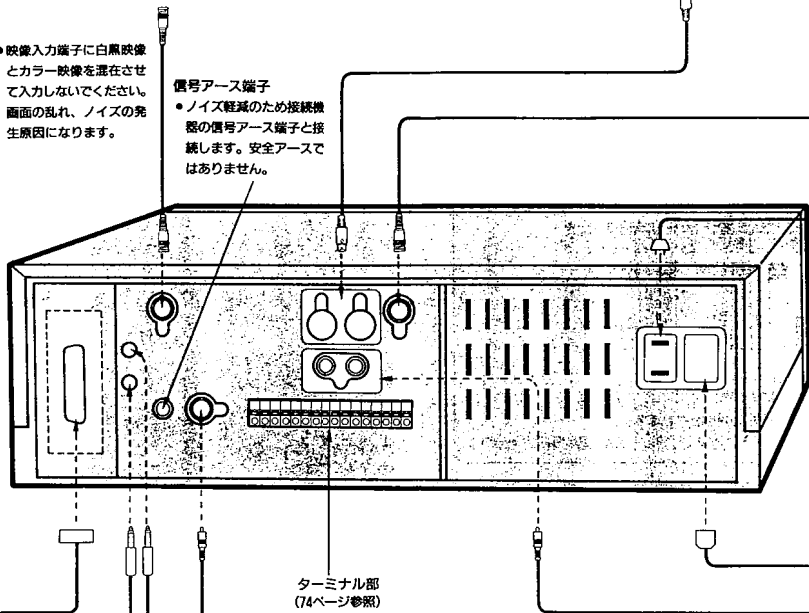 ●映像入力端子に白黒映像
とカラー映像を混在させ
て入力しないでください。
画面の乱れ、ノイズの発
生原因になります。
信号アース端子
●ノイズ軽減のため接続機
器の信号アース端子と接
続します。安全アースで
はありません。
ターミナル部
(74ページ参照)